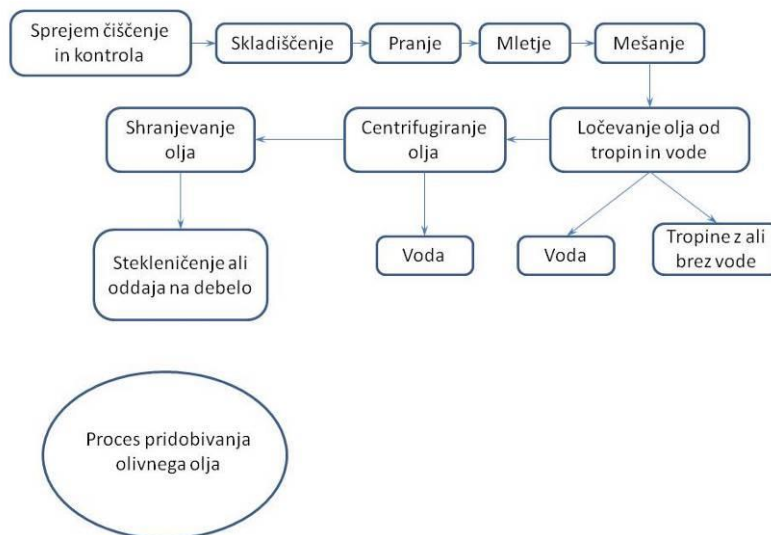 Sprejem čiščenje
in kontrola
Skladiščenje
Pranje
Mletje
Mešanje
Shranjevanje
olja
Centrifugiranje
olja
Ločevanje olja od
tropin in vode
Stekleničenje ali
oddaja na debelo
Voda
Voda
Tropine z ali
brez vode
Proces pridobivanja
olivnega olja